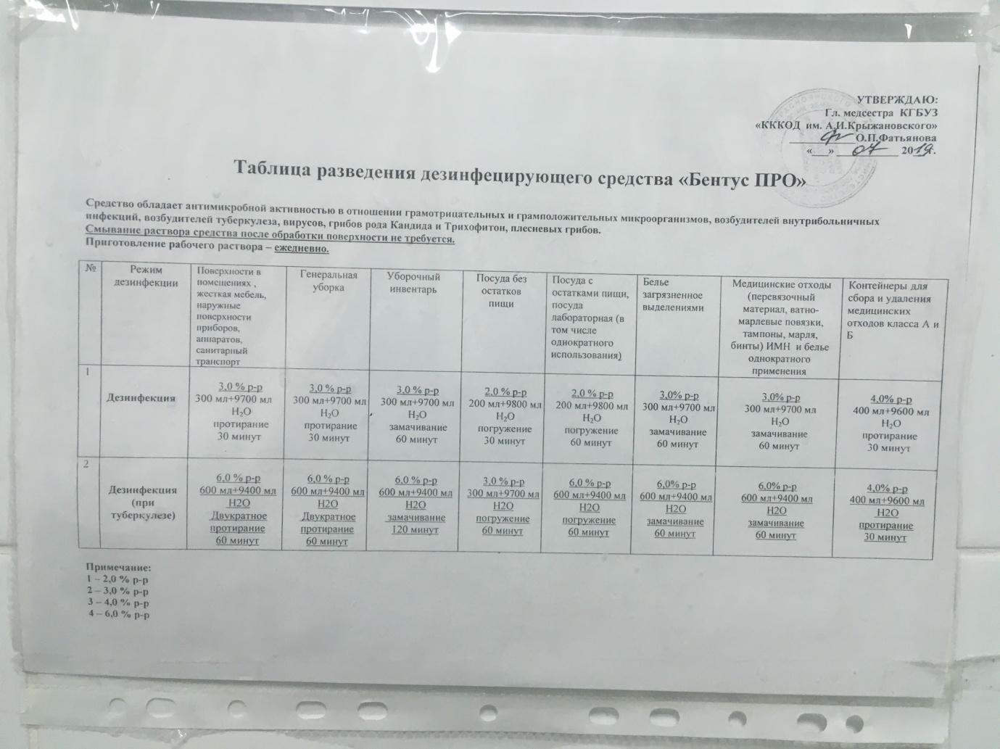 УТВЕРЖДАЮ:
Гл. медсестра КГБУЗ
«КККОД им. А.И.Крыжановского»
О.П.Фатьянова
«___» 07 2019г.
Таблица разведения дезинфецирующего средства «Бентус ПРО»
Средство обладает антимикробной активностью в отношении грамотрицательных и грамположительных микроорганизмов, возбудителей внутрибольничных
инфекций, возбудителей туберкулеза, вирусов, грибов рода Кандида и Трихофитон, плесневых грибов.
Смывание раствора средства после обработки поверхности не требуется.
Приготовление рабочего раствора – ежедневно.
№
Режим
дезинфекции
Поверхности в
помещениях ,
жесткая мебель,
наружные
поверхности
приборов,
аппаратов,
санитарный
транспорт
Генеральная
уборка
Уборочный
инвентарь
Посуда без
остатков
пищи
Посуда с
остатками пищи,
посуда
лабораторная (в
том числе
однократного
использования)
Белье
загрязненное
выделениями
Медицинские отходы
(перевязочный
материал, ватно-
марлевые повязки,
тампоны, марля,
бинты) ИМН и белье
однократного
применения
Контейнеры для
сбора и удаления
медицинских
отходов класса А и
Б
1
Дезинфекция
3,0 % р-р
300 мл+9700 мл
H₂O
протирание
30 минут
3,0 % р-р
300 мл+9700 мл
H₂O
протирание
30 минут
3,0 % р-р
300 мл+9700 мл
H₂O
замачивание
60 минут
2,0 % р-р
200 мл+9800 мл
H₂O
погружение
30 минут
2,0 % р-р
200 мл+9800 мл
H₂O
погружение
60 минут
3,0% р-р
300 мл+9700 мл
H₂O
замачивание
60 минут
3,0% р-р
300 мл+9700 мл
H₂O
замачивание
60 минут
4,0% р-р
400 мл+9600 мл
H₂O
протирание
30 минут
2
Дезинфекция
(при
туберкулезе)
6,0 % р-р
600 мл+9400 мл
H2O
Двукратное
протирание
60 минут
6,0 % р-р
600 мл+9400 мл
H2O
Двукратное
протирание
60 минут
6,0 % р-р
600 мл+9400 мл
H2O
замачивание
120 минут
3,0 % р-р
300 мл+9700 мл
H2O
погружение
60 минут
6,0 % р-р
600 мл+9400 мл
H2O
погружение
60 минут
6,0% р-р
600 мл+9400 мл
H2O
замачивание
60 минут
6,0% р-р
600 мл+9400 мл
H2O
замачивание
60 минут
4,0% р-р
400 мл+9600 мл
H2O
протирание
30 минут
Примечание:
1 – 2,0 % р-р
2 – 3,0 % р-р
3 – 4,0 % р-р
4 – 6,0 % р-р